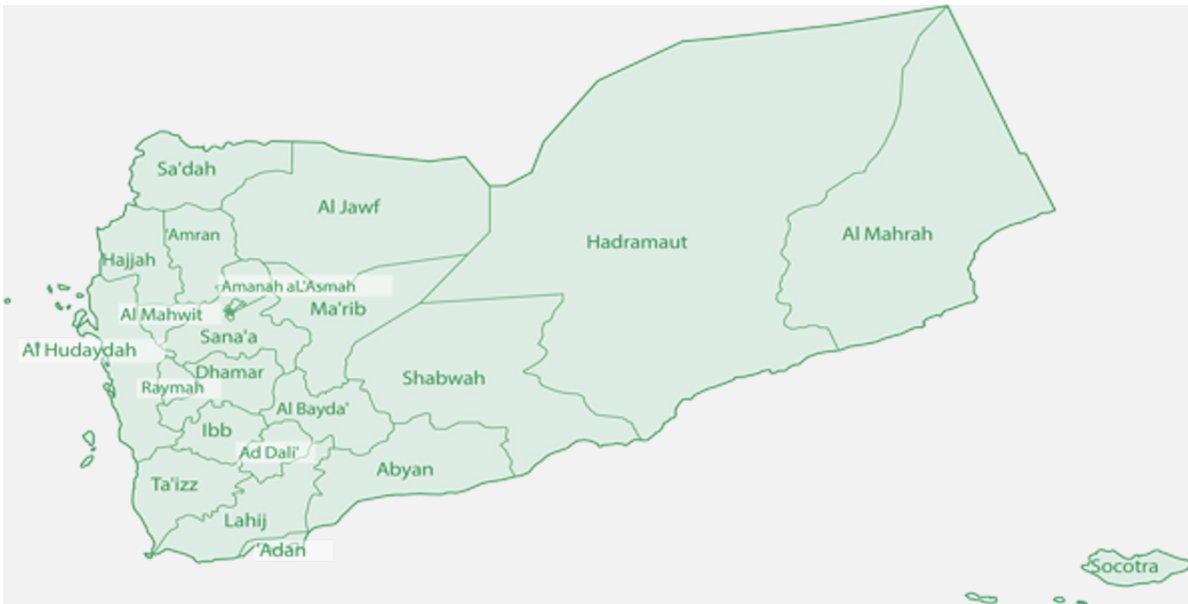 Sa'dah
Al Jawf
'Amran
Hadramaut
Al Mahrah
Hajjah
Amanah aL'Asmah
Al Mahwit
Ma'rib
Sana'a
Al Hudaydah
Dhamar
Shabwah
Raymah
Al Bayda'
Ibb
Ad Dali'
Abyan
Ta'izz
Lahij
'Adan
Socotra